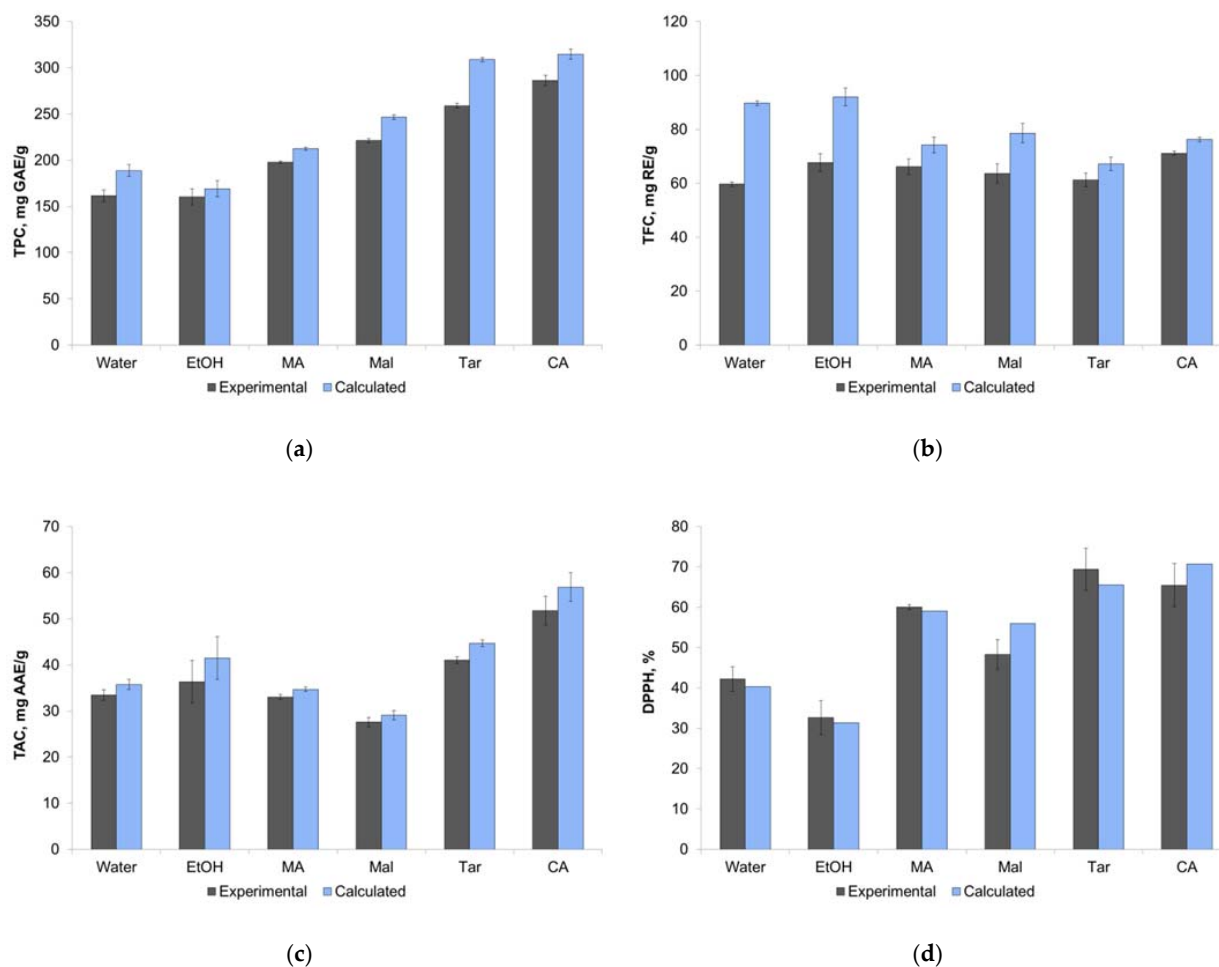 TPC, mg GAE/g
350
300
250
200
150
100
50
0
Water EtOH MA Mal Tar CA
Experimental Calculated
(a)
TFC, mg RE/g
120
100
80
60
40
20
0
Water EtOH MA Mal Tar CA
Experimental Calculated
(b)
TAC, mg AAE/g
70
60
50
40
30
20
10
0
Water EtOH MA Mal Tar CA
Experimental Calculated
(c)
DPPH, %
80
70
60
50
40
30
20
10
0
Water EtOH MA Mal Tar CA
Experimental Calculated
(d)